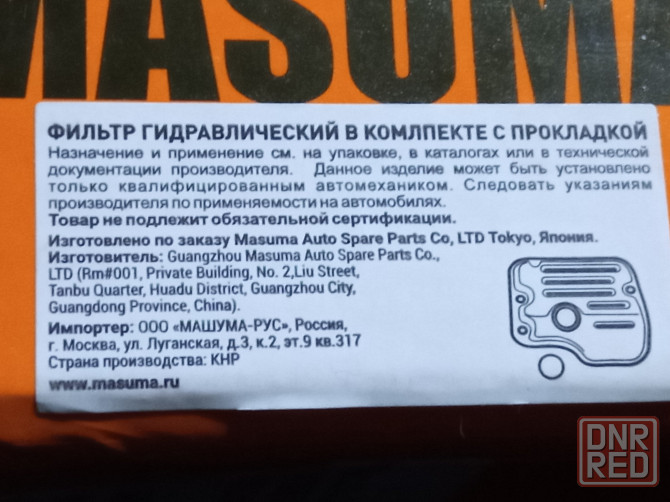 MASUMA
ФИЛЬТР ГИДРАВЛИЧЕСКИЙ В КОМЛПЕКТЕ С ПРОКЛАДКОЙ
Назначение и применение см. на упаковке, в каталогах или в технической
документации производителя. Данное изделие может быть установлено
только квалифицированным автомехаником. Следовать указаниям
производителя по применяемости на автомобилях.
Товар не подлежит обязательной сертификации.
Изготовлено по заказу Masuma Auto Spare Parts Co, LTD Tokyo, Япония.
Изготовитель: Guangzhou Masuma Auto Spare Parts Co.,
LTD (Rm#001, Private Building, No. 2,Liu Street,
Tanbu Quarter, Huadu District, Guangzhou City,
Guangdong Province, China).
Импортер: ООО «МАШУМА-РУС», Россия,
г. Москва, ул. Луганская, д.3, к.2, эт.9 кв.317
Страна производства: КНР
www.masuma.ru
DNR
RED